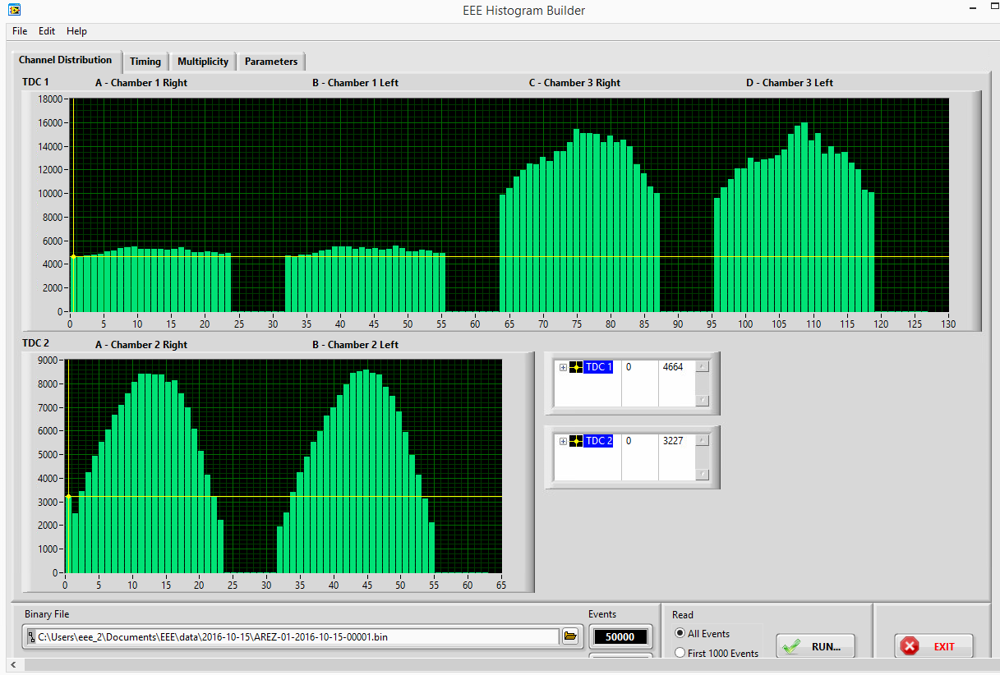 EEE Histogram Builder
File Edit Help
Channel Distribution Timing Multiplicity Parameters
TDC 1 A - Chamber 1 Right B - Chamber 1 Left C - Chamber 3 Right D - Chamber 3 Left
18000
16000
14000
12000
10000
8000
6000
4000
2000
0
0 5 10 15 20 25 30 35 40 45 50 55 60 65 70 75 80 85 90 95 100 105 110 115 120 125 130
TDC 2 A - Chamber 2 Right B - Chamber 2 Left
9000
8000
7000
6000
5000
4000
3000
2000
1000
0
0 5 10 15 20 25 30 35 40 45 50 55 60 65
TDC 1 0 4664
TDC 2 0 3227
Binary File
C:\Users\eee_2\Documents\EEE\data\2016-10-15\AREZ-01-2016-10-15-00001.bin
Events
50000
Read
All Events
First 1000 Events
RUN...
EXIT